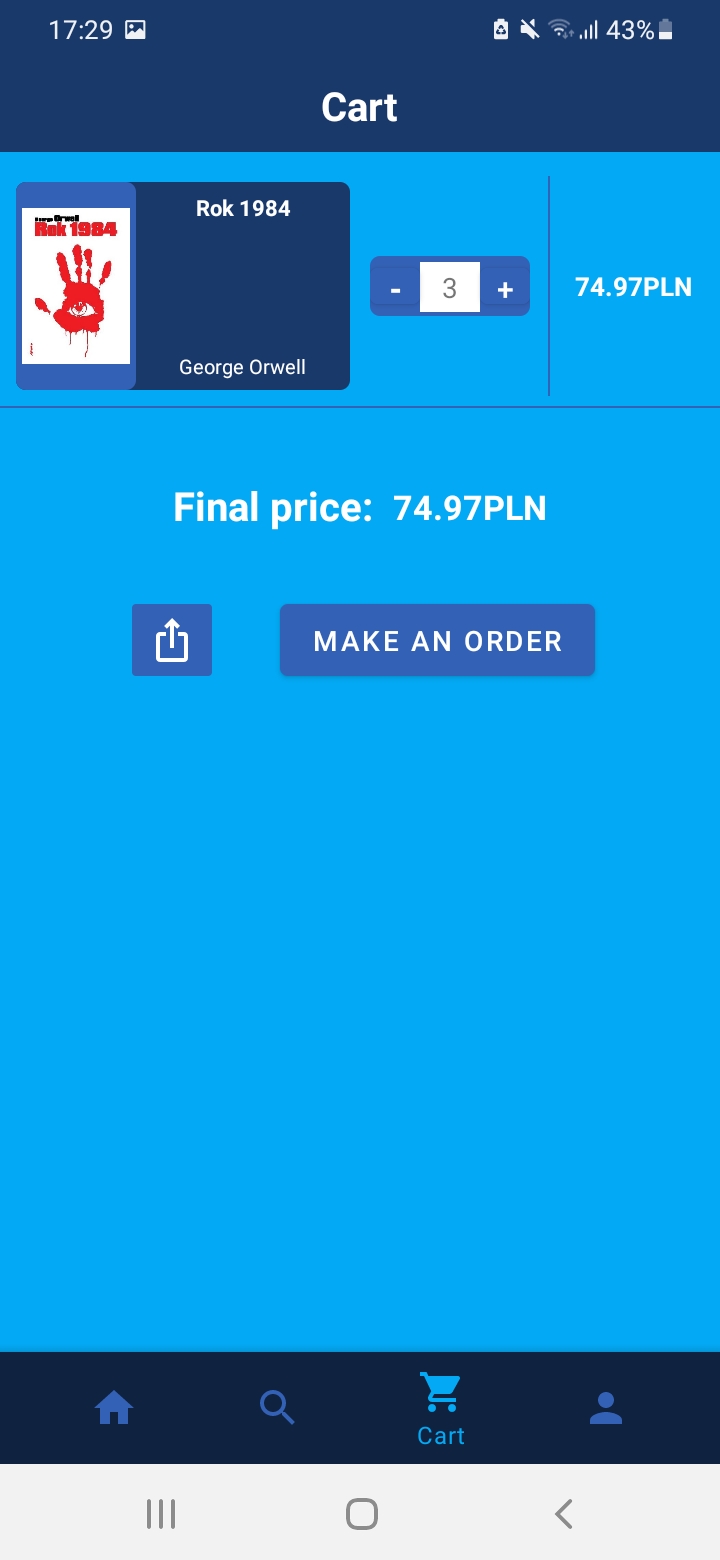 17:29
43%
Cart
George Orwell
Rok 1984
Rok 1984
George Orwell
-
3
+
74.97PLN
Final price: 74.97PLN
MAKE AN ORDER
Cart